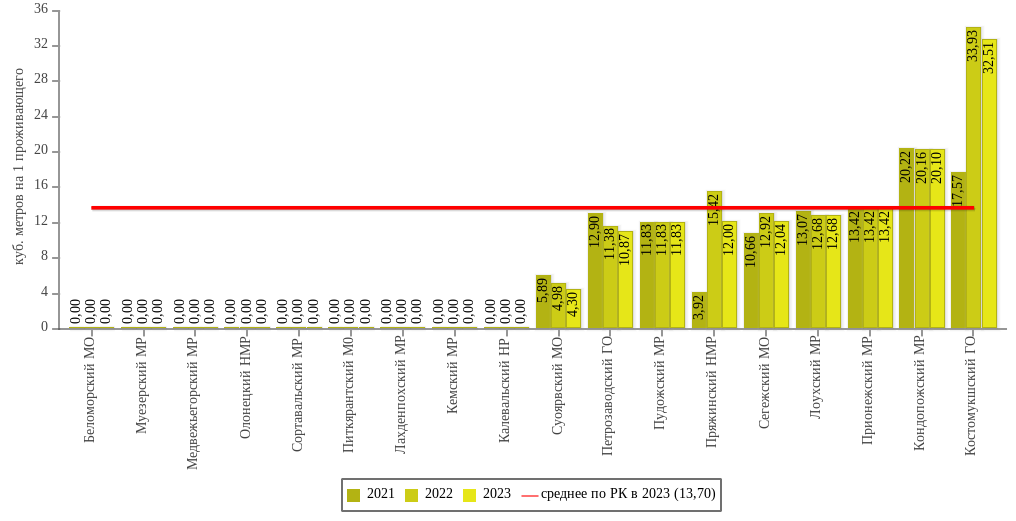 куб. метров на 1 проживающего
36
32
28
24
20
16
12
8
4
0
0,00 0,00 0,00
0,00 0,00 0,00
0,00 0,00 0,00
0,00 0,00 0,00
0,00 0,00 0,00
0,00 0,00 0,00
0,00 0,00 0,00
0,00 0,00 0,00
0,00 0,00 0,00
5,89 4,98 4,30
12,90 11,38 10,87
11,83 11,83 11,83
3,92 15,42 12,00
10,66 12,92 12,04
13,07 12,68 12,68
13,42 13,42 13,42
20,22 20,16 20,10
17,57 33,93 32,51
Беломорский МО
Муезерский МР
Медвежьегорский МР
Олонецкий НМР
Сортавальский МР
Питкярантский М0
Лахденпохский МР
Кемский МР
Калевальский НР
Суоярвский МО
Петрозаводский ГО
Пудожский МР
Пряжинский НМР
Сегежский МО
Лоухский МР
Прионежский МР
Кондопожский МР
Костомукшский ГО
2021 2022 2023 среднее по РК в 2023 (13,70)